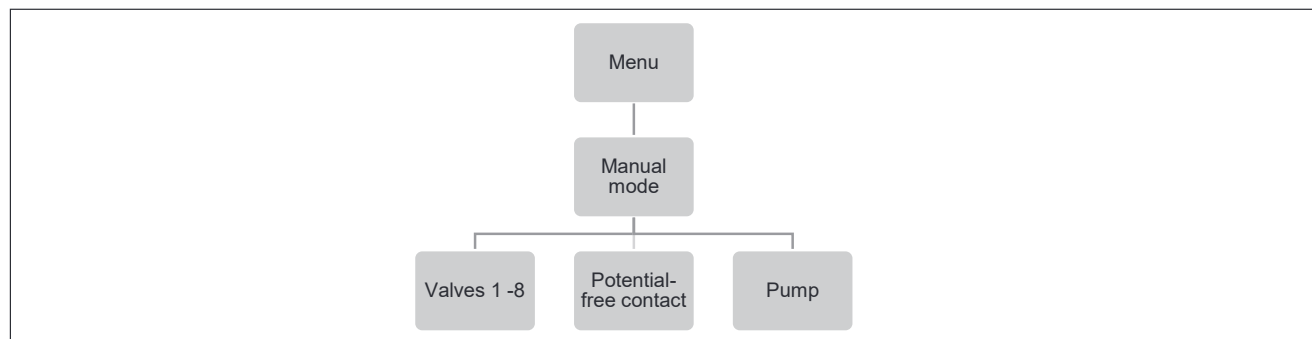 Menu
Manual
mode
Valves 1 -8
Potential-
free contact
Pump